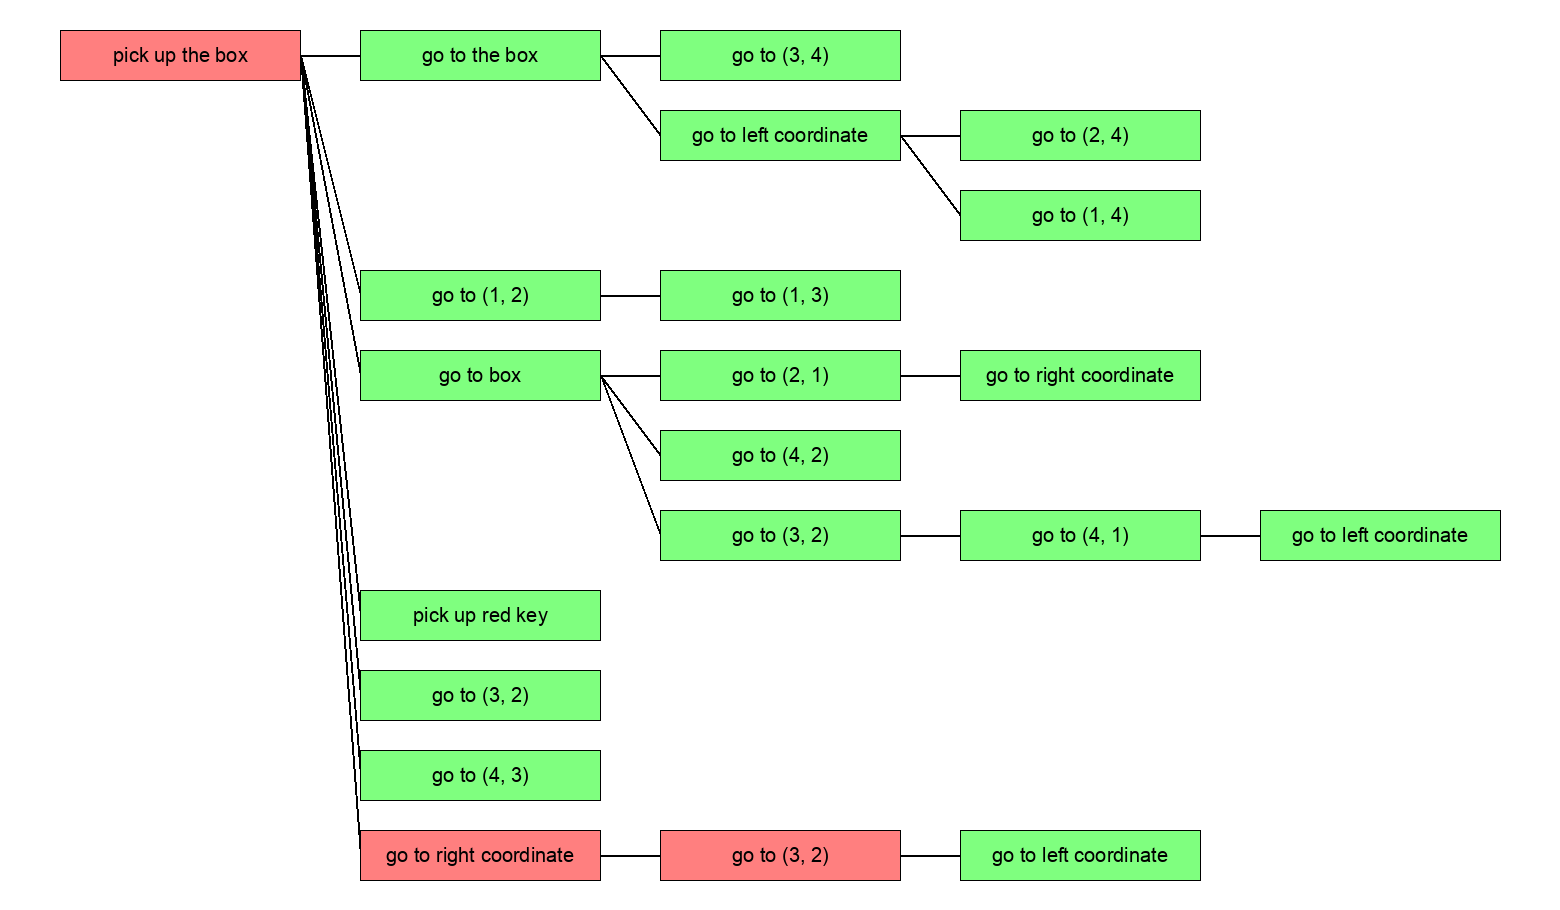 pick up the box
go to the box
go to (3, 4)
go to left coordinate
go to (2, 4)
go to (1, 4)
go to (1, 2)
go to (1, 3)
go to box
go to (2, 1)
go to right coordinate
go to (4, 2)
go to (3, 2)
go to (4, 1)
go to left coordinate
pick up red key
go to (3, 2)
go to (4, 3)
go to right coordinate
go to (3, 2)
go to left coordinate